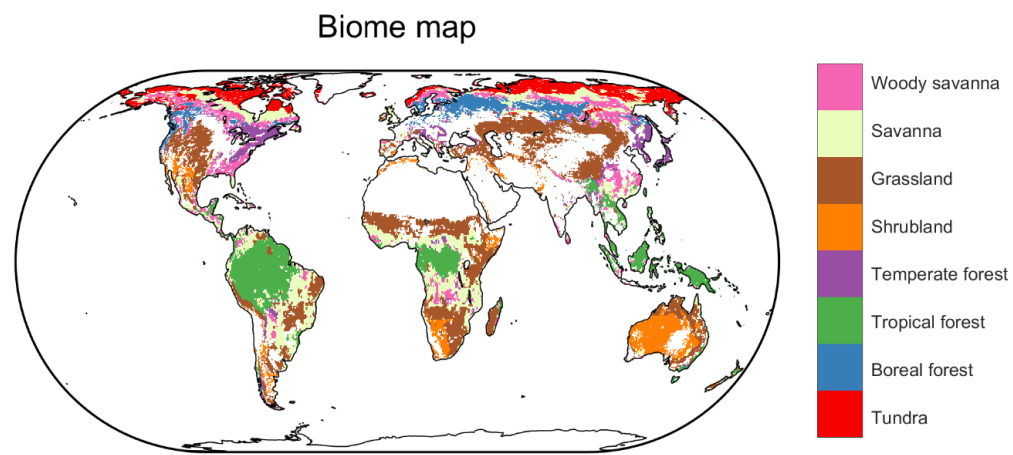 Biome map
Woody savanna
Savanna
Grassland
Shrubland
Temperate forest
Tropical forest
Boreal forest
Tundra